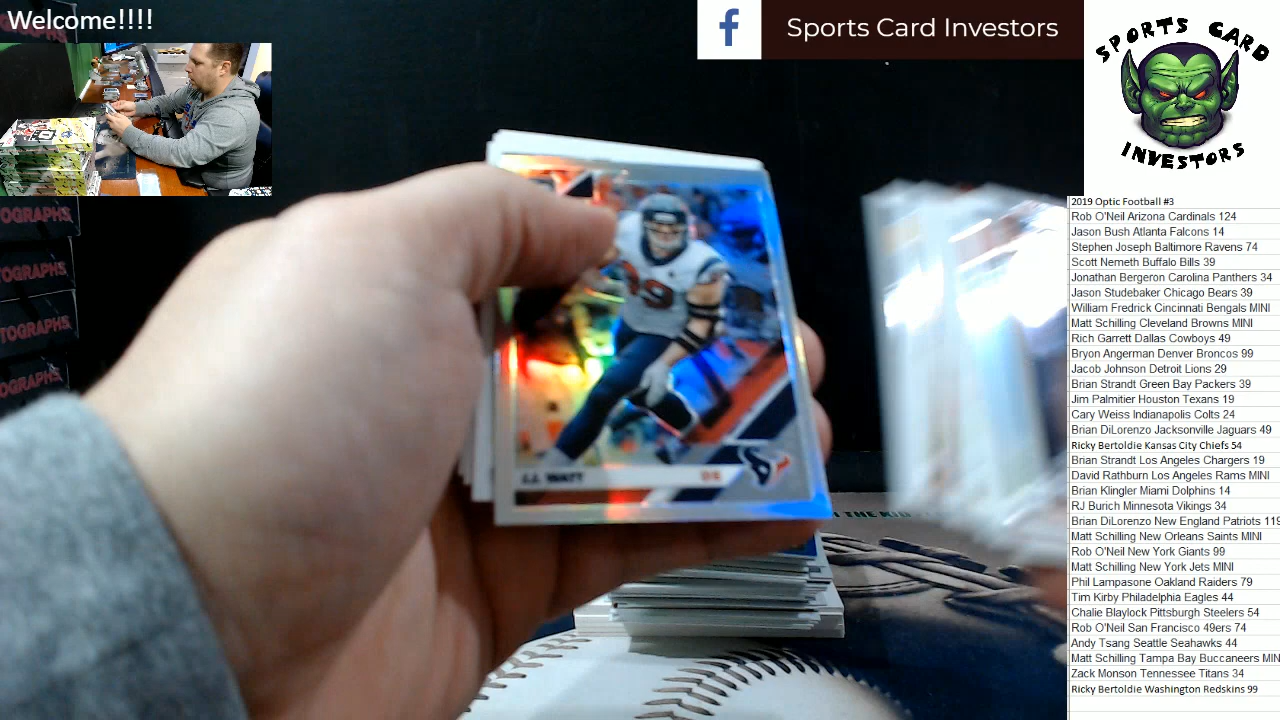 Welcome!!!!
Sports Card Investors
SPORTS CARD
INVESTORS
TOGRAPHS
TOGRAPHS
TOGRAPHS
TOGRAPHS
J.J. WATT
2019 Optic Football #3
Rob O'Neil Arizona Cardinals 124
Jason Bush Atlanta Falcons 14
Stephen Joseph Baltimore Ravens 74
Scott Nemeth Buffalo Bills 39
Jonathan Bergeron Carolina Panthers 34
Jason Studebaker Chicago Bears 39
William Fredrick Cincinnati Bengals MINI
Matt Schilling Cleveland Browns MINI
Rich Garrett Dallas Cowboys 49
Bryon Angerman Denver Broncos 99
Jacob Johnson Detroit Lions 29
Brian Strandt Green Bay Packers 39
Jim Palmitier Houston Texans 19
Cary Weiss Indianapolis Colts 24
Brian DiLorenzo Jacksonville Jaguars 49
Ricky Bertoldie Kansas City Chiefs 54
Brian Strandt Los Angeles Chargers 19
David Rathburn Los Angeles Rams MINI
Brian Klingler Miami Dolphins 14
RJ Burich Minnesota Vikings 34
Brian DiLorenzo New England Patriots 119
Matt Schilling New Orleans Saints MINI
Rob O'Neil New York Giants 99
Matt Schilling New York Jets MINI
Phil Lampasone Oakland Raiders 79
Tim Kirby Philadelphia Eagles 44
Chalie Blaylock Pittsburgh Steelers 54
Rob O'Neil San Francisco 49ers 74
Andy Tsang Seattle Seahawks 44
Matt Schilling Tampa Bay Buccaneers MIN
Zack Monson Tennessee Titans 34
Ricky Bertoldie Washington Redskins 99